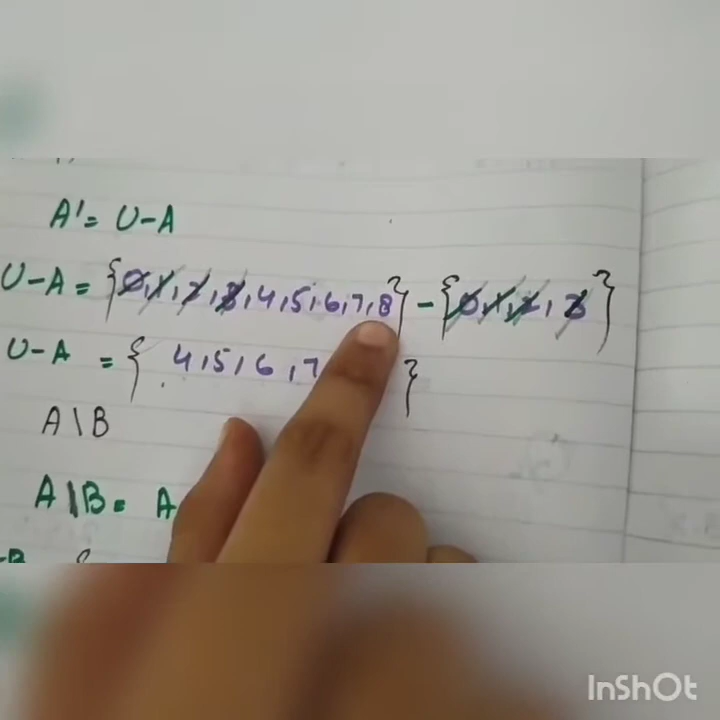 A' = U-A
U-A = {0,1,2,3,4,5,6,7,8} - {0,1,2,3}
U-A = { 4,5,6,7 }
A\B
A\B = A
InShOt